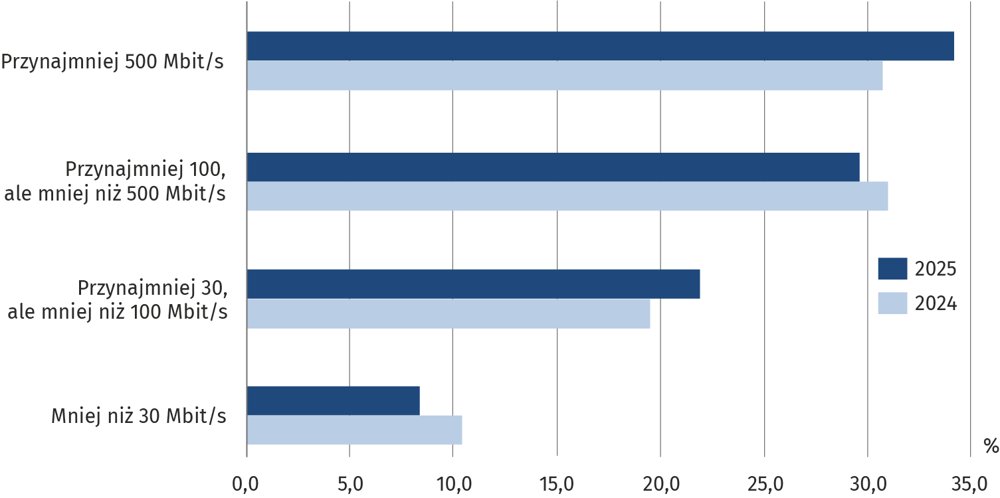 Przynajmniej 500 Mbit/s
Przynajmniej 100,
ale mniej niż 500 Mbit/s
Przynajmniej 30,
ale mniej niż 100 Mbit/s
2025
2024
Mniej niż 30 Mbit/s
%
0,0 5,0 10,0 15,0 20,0 25,0 30,0 35,0